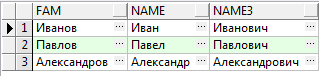 FAM NAME NAME3
1 Иванов ... Иван ... Иванович ...
2 Павлов ... Павел ... Павлович ...
3 Александров ... Александр ... Александрович ...